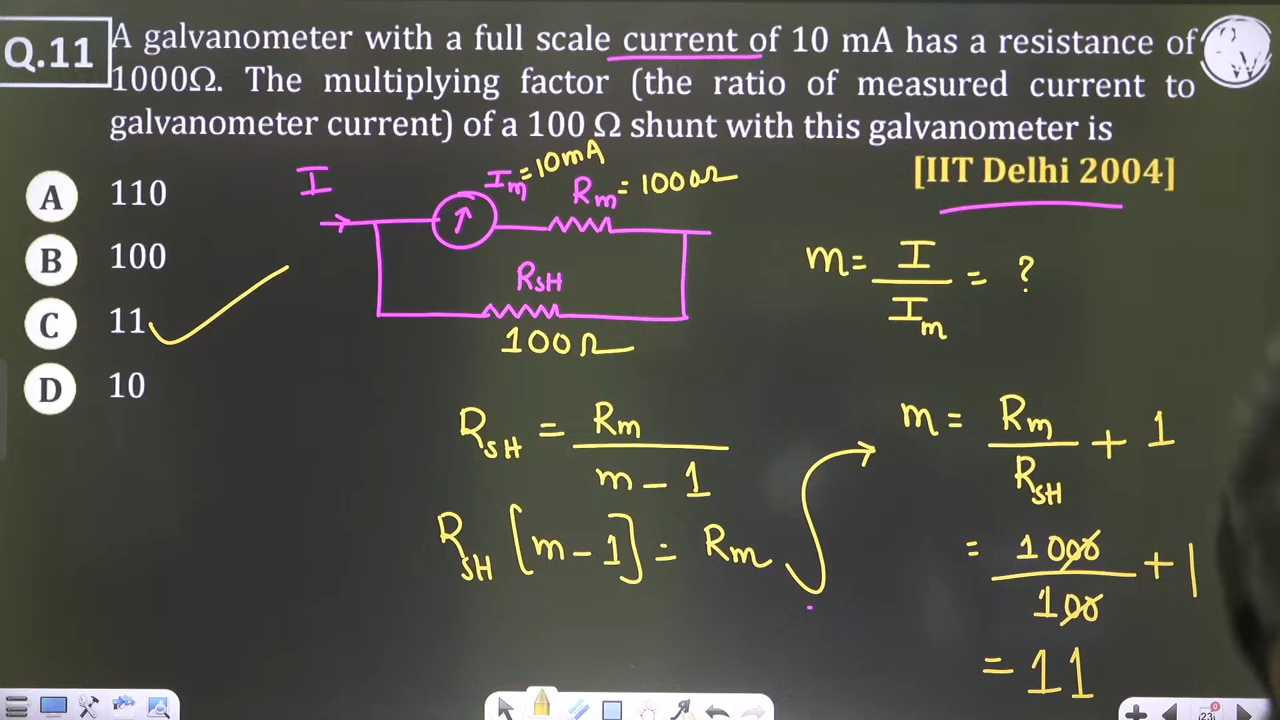 Q.11
A galvanometer with a full scale current of 10 mA has a resistance of
1000Ω. The multiplying factor (the ratio of measured current to
galvanometer current) of a 100 Ω shunt with this galvanometer is
[IIT Delhi 2004]
A 110
B 100
C 11
D 10
I
Im = 10mA
Rm = 1000Ω
RSH
100Ω
m = I / Im = ?
RSH = Rm / m - 1
RSH [m - 1] = Rm
m = Rm / RSH + 1
= 1000 / 100 + 1
= 11